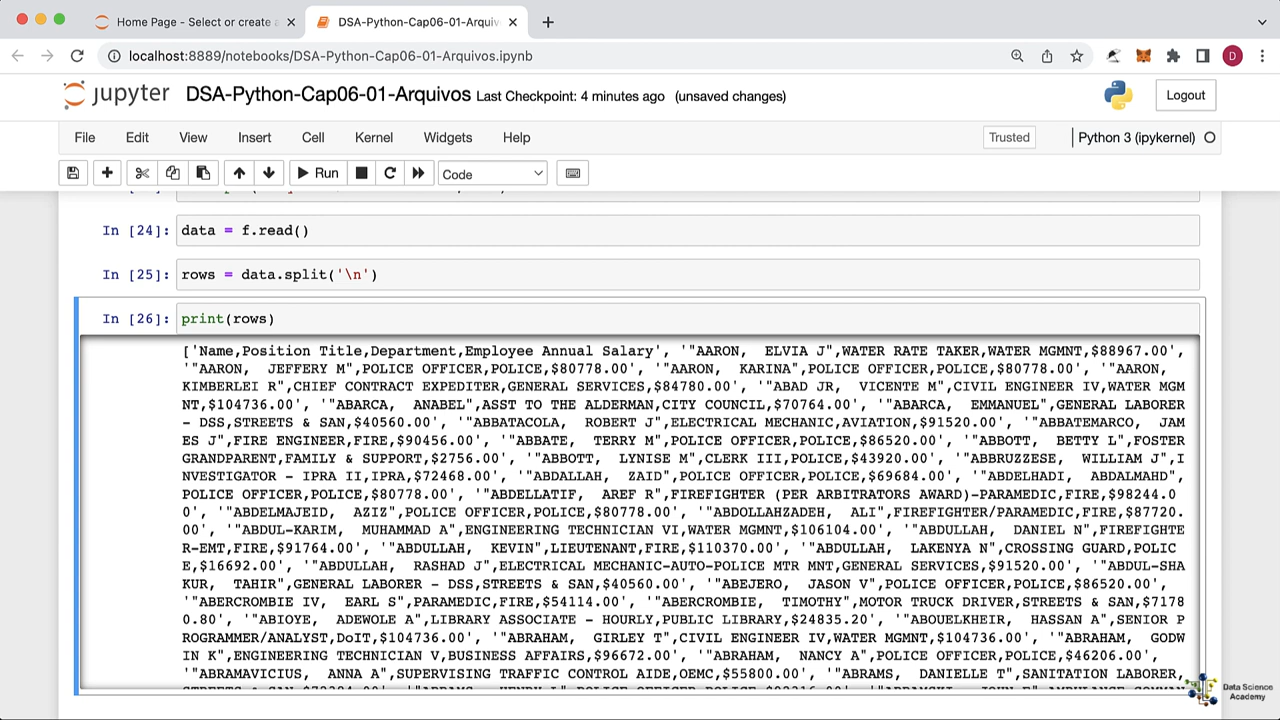 Home Page - Select or create a
DSA-Python-Cap06-01-Arquiv
localhost:8889/notebooks/DSA-Python-Cap06-01-Arquivos.ipynb
D
jupyter DSA-Python-Cap06-01-Arquivos Last Checkpoint: 4 minutes ago (unsaved changes)
Logout
File Edit View Insert Cell Kernel Widgets Help
Trusted
Python 3 (ipykernel)
Run
Code
In [24]: data = f.read()
In [25]: rows = data.split('\n')
In [26]: print(rows)
['Name,Position Title,Department,Employee Annual Salary', '"AARON,  ELVIA J",WATER RATE TAKER,WATER MGMNT,$88967.00',
'"AARON,  JEFFERY M",POLICE OFFICER,POLICE,$80778.00', '"AARON,  KARINA",POLICE OFFICER,POLICE,$80778.00', '"AARON,
KIMBERLEI R",CHIEF CONTRACT EXPEDITER,GENERAL SERVICES,$84780.00', '"ABAD JR,  VICENTE M",CIVIL ENGINEER IV,WATER MGM
NT,$104736.00', '"ABARCA,  ANABEL",ASST TO THE ALDERMAN,CITY COUNCIL,$70764.00', '"ABARCA,  EMMANUEL",GENERAL LABORER
- DSS,STREETS & SAN,$40560.00', '"ABBATACOLA,  ROBERT J",ELECTRICAL MECHANIC,AVIATION,$91520.00', '"ABBATEMARCO,  JAM
ES J",FIRE ENGINEER,FIRE,$90456.00', '"ABBATE,  TERRY M",POLICE OFFICER,POLICE,$86520.00', '"ABBOTT,  BETTY L",FOSTER
GRANDPARENT,FAMILY & SUPPORT,$2756.00', '"ABBOTT,  LYNISE M",CLERK III,POLICE,$43920.00', '"ABBRUZZESE,  WILLIAM J",I
NVESTIGATOR - IPRA II,IPRA,$72468.00', '"ABDALLAH,  ZAID",POLICE OFFICER,POLICE,$69684.00', '"ABDELHADI,  ABDALMAHD",
POLICE OFFICER,POLICE,$80778.00', '"ABDELLATIF,  AREF R",FIREFIGHTER (PER ARBITRATORS AWARD)-PARAMEDIC,FIRE,$98244.0
0', '"ABDELMAJEID,  AZIZ",POLICE OFFICER,POLICE,$80778.00', '"ABDOLLAHZADEH,  ALI",FIREFIGHTER/PARAMEDIC,FIRE,$87720.
00', '"ABDUL-KARIM,  MUHAMMAD A",ENGINEERING TECHNICIAN VI,WATER MGMNT,$106104.00', '"ABDULLAH,  DANIEL N",FIREFIGHTE
R-EMT,FIRE,$91764.00', '"ABDULLAH,  KEVIN",LIEUTENANT,FIRE,$110370.00', '"ABDULLAH,  LAKENYA N",CROSSING GUARD,POLIC
E,$16692.00', '"ABDULLAH,  RASHAD J",ELECTRICAL MECHANIC-AUTO-POLICE MTR MNT,GENERAL SERVICES,$91520.00', '"ABDUL-SHA
KUR,  TAHIR",GENERAL LABORER - DSS,STREETS & SAN,$40560.00', '"ABEJERO,  JASON V",POLICE OFFICER,POLICE,$86520.00',
'"ABERCROMBIE IV,  EARL S",PARAMEDIC,FIRE,$54114.00', '"ABERCROMBIE,  TIMOTHY",MOTOR TRUCK DRIVER,STREETS & SAN,$7178
0.80', '"ABIOYE,  ADEWOLE A",LIBRARY ASSOCIATE - HOURLY,PUBLIC LIBRARY,$24835.20', '"ABOUELKHEIR,  HASSAN A",SENIOR P
ROGRAMMER/ANALYST,DoIT,$104736.00', '"ABRAHAM,  GIRLEY T",CIVIL ENGINEER IV,WATER MGMNT,$104736.00', '"ABRAHAM,  GODW
IN K",ENGINEERING TECHNICIAN V,BUSINESS AFFAIRS,$96672.00', '"ABRAHAM,  NANCY A",POLICE OFFICER,POLICE,$46206.00',
'"ABRAMAVICIUS,  ANNA A",SUPERVISING TRAFFIC CONTROL AIDE,OEMC,$55800.00', '"ABRAMS,  DANIELLE T",SANITATION LABORER,
Data Science
Academy